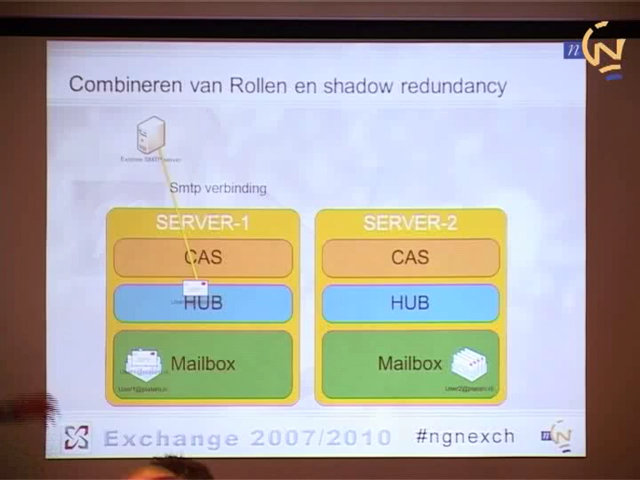 Combineren van Rollen en shadow redundancy
Smtp verbinding
SERVER-1
SERVER-2
CAS
CAS
HUB
HUB
Mailbox
Mailbox
Exchange 2007/2010
#ngnexch